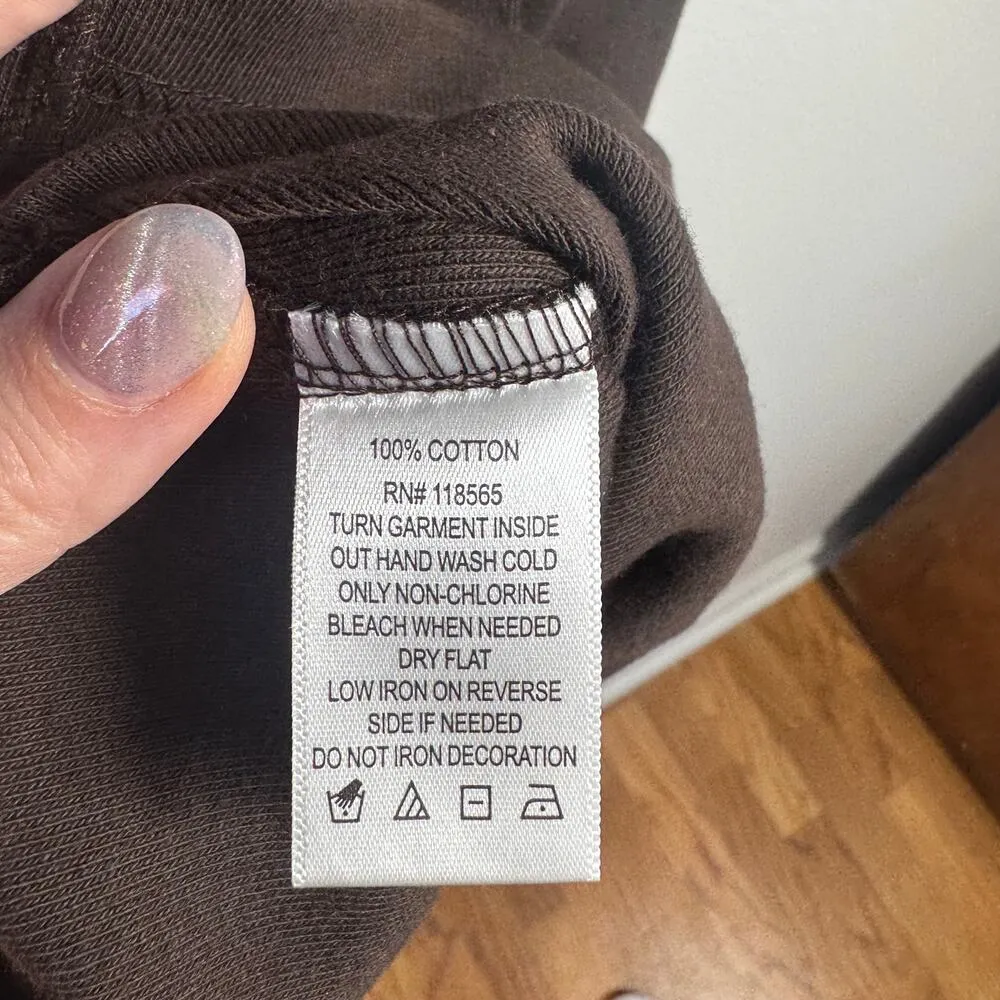 100% COTTON
RN# 118565
TURN GARMENT INSIDE
OUT HAND WASH COLD
ONLY NON-CHLORINE
BLEACH WHEN NEEDED
DRY FLAT
LOW IRON ON REVERSE
SIDE IF NEEDED
DO NOT IRON DECORATION